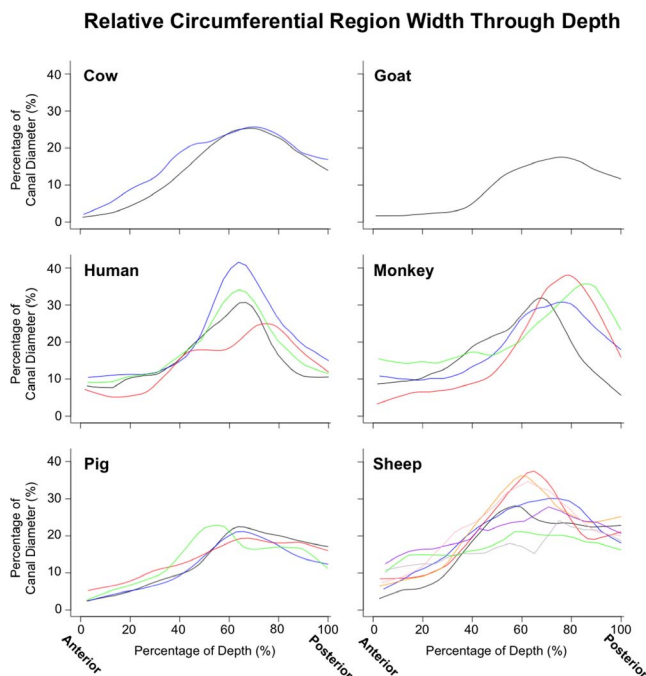 Relative Circumferential Region Width Through Depth
Cow
Goat
Percentage of
Canal Diameter (%)
40
30
20
10
0
Human
Monkey
Percentage of
Canal Diameter (%)
40
30
20
10
0
Pig
Sheep
Percentage of
Canal Diameter (%)
40
30
20
10
0
0 20 40 60 80 100
0 20 40 60 80 100
Anterior
Percentage of Depth (%)
Posterior
Anterior
Percentage of Depth (%)
Posterior